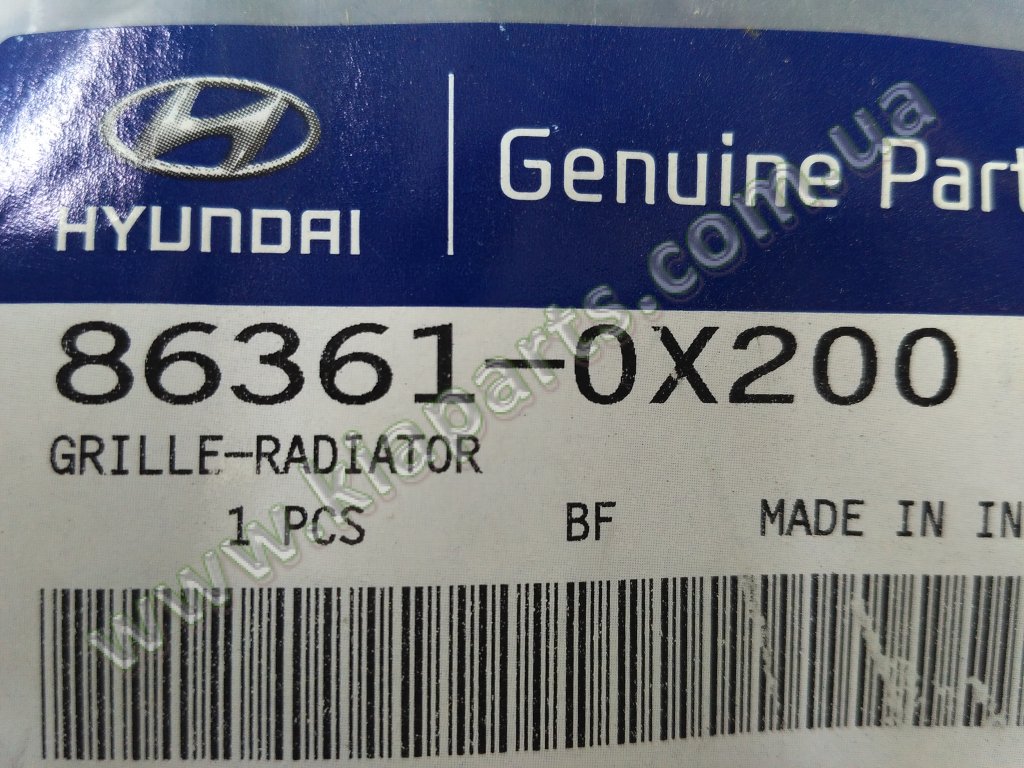 HYUNDAI
Genuine Part
86361-0X200
GRILLE-RADIATOR
1 PCS BF MADE IN IN
www.kiaparts.com.ua